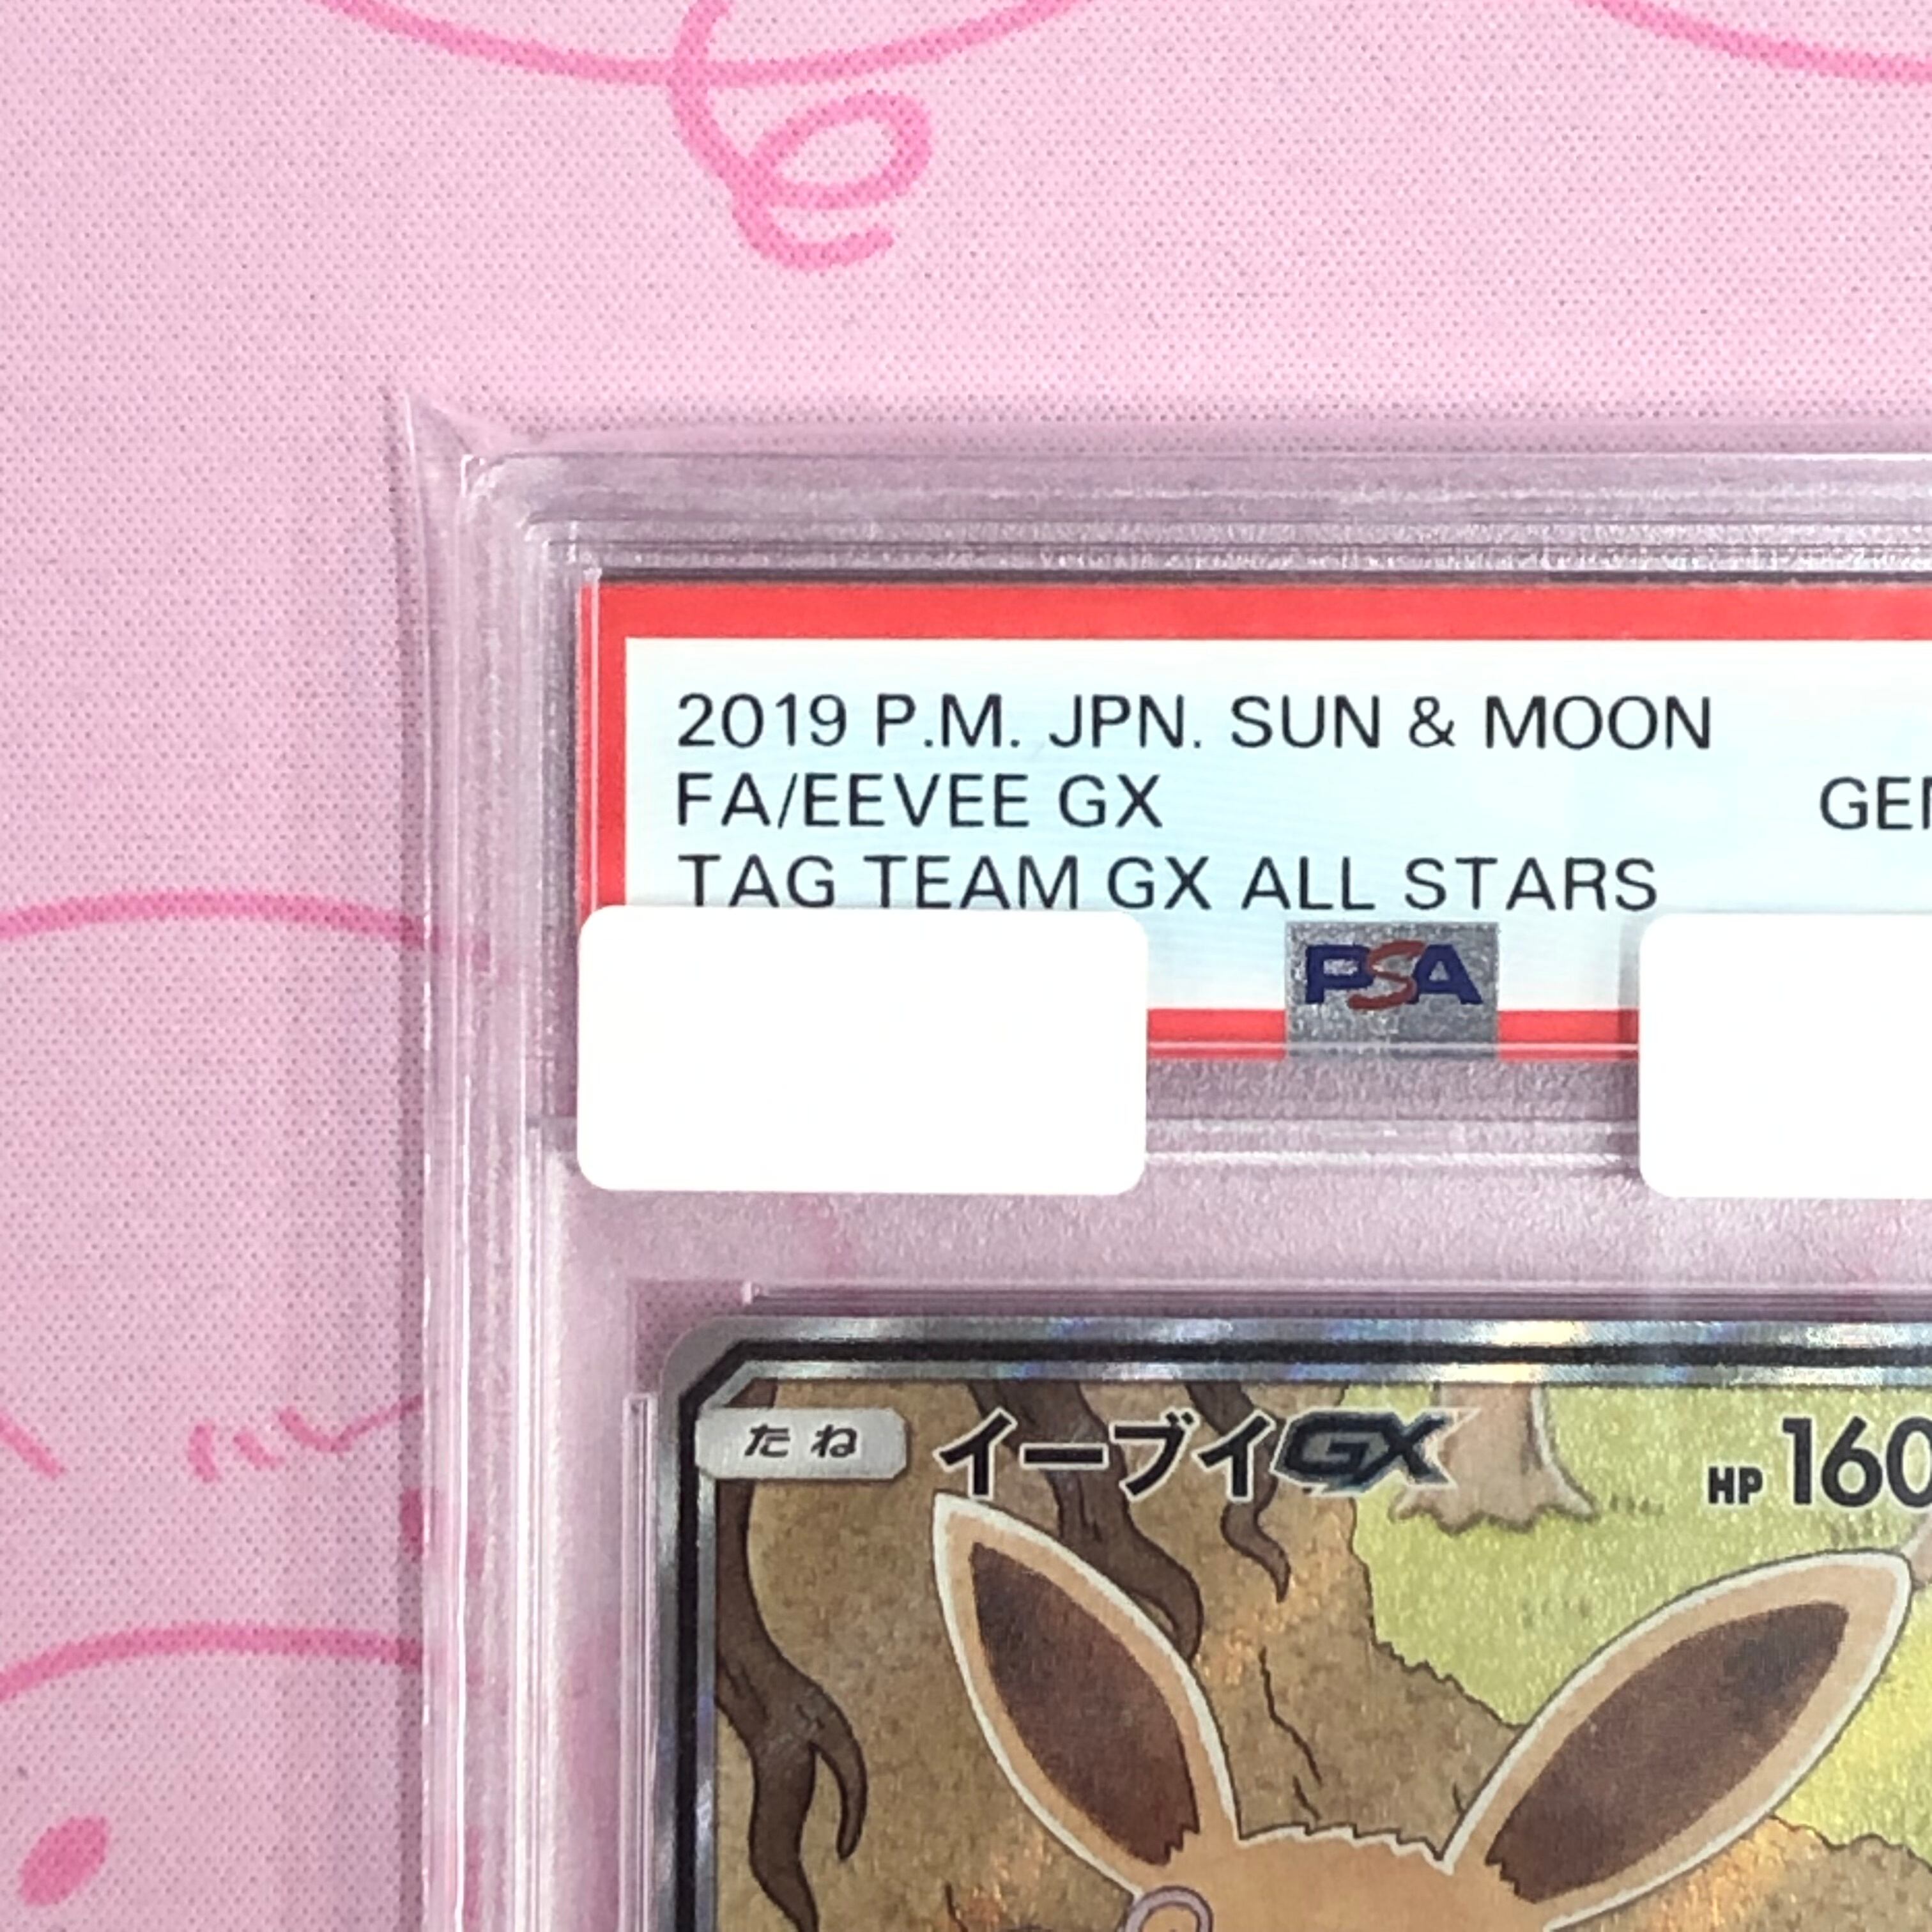 2019 P.M. JPN. SUN & MOON
FA/EEVEE GX
TAG TEAM GX ALL STARS
PSA
たね イーブイGX HP 160